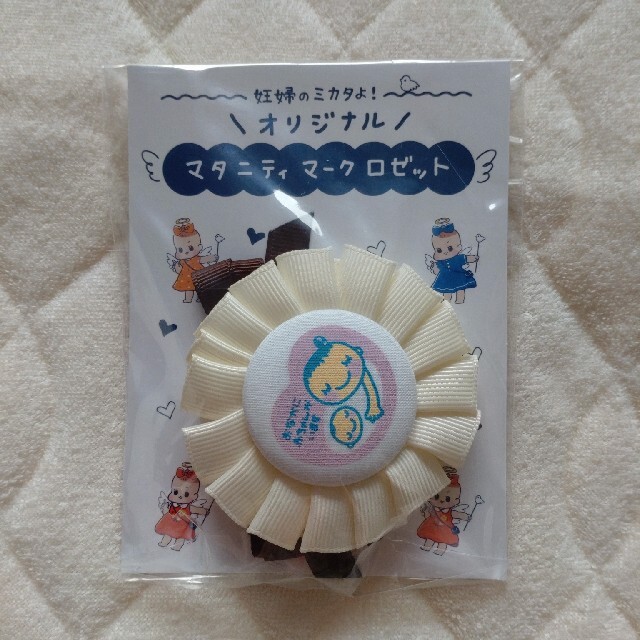 妊婦のミカタよ!
オリジナル
マタニティマークロゼット